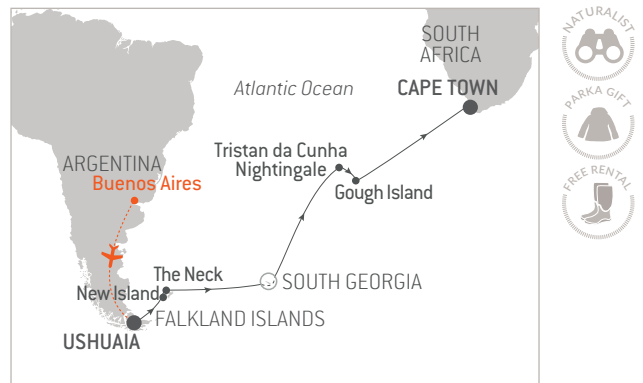 SOUTH
AFRICA
Atlantic Ocean
CAPE TOWN
Tristan da Cunha
Nightingale
Gough Island
ARGENTINA
Buenos Aires
The Neck
New Island
SOUTH GEORGIA
FALKLAND ISLANDS
USHUAIA
NATURALIST
PARKA GIFT
FREE RENTAL